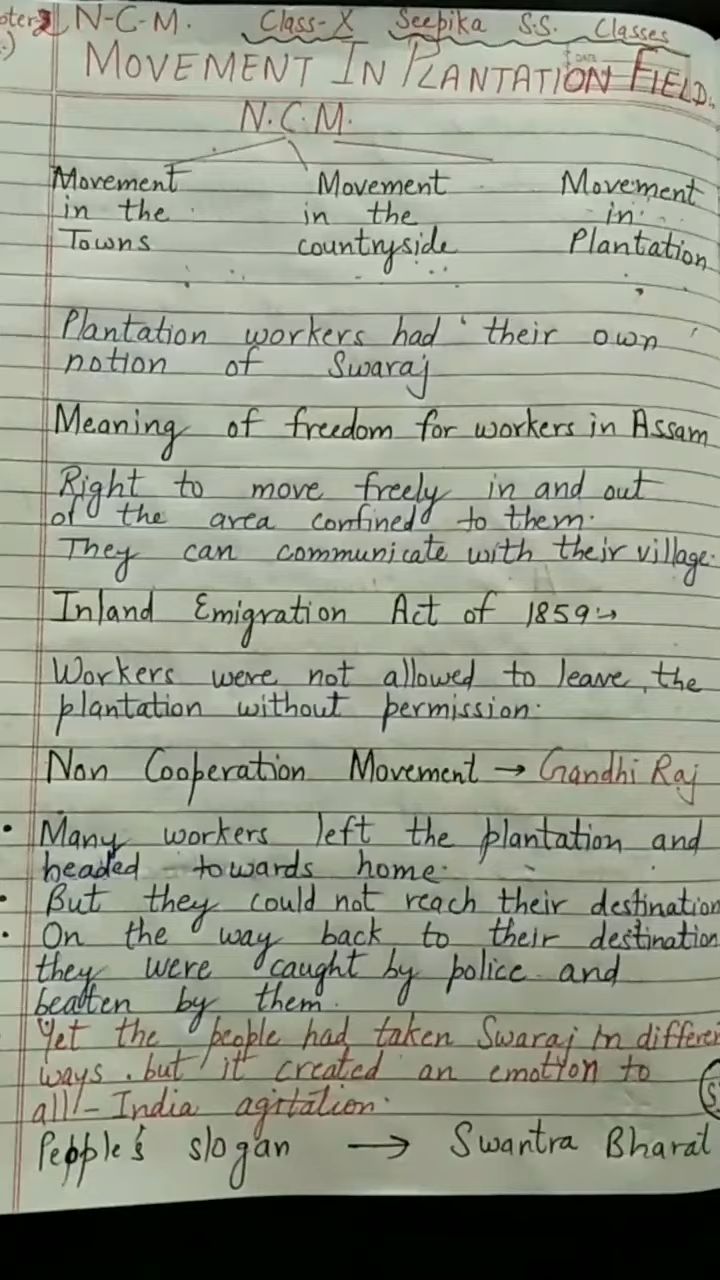 N-C-M. Class-X Seepika S.S. Classes
MOVEMENT IN PLANTATION FIELD.
N.C.M.
Movement in the Towns
Movement in the countryside
Movement in Plantation
Plantation workers had their own
notion of Swaraj
Meaning of freedom for workers in Assam
Right to move freely in and out
of the area confined to them.
They can communicate with their village.
Inland Emigration Act of 1859→
Workers were not allowed to leave the
plantation without permission.
Non Cooperation Movement → Gandhi Raj
• Many workers left the plantation and
headed towards home.
• But they could not reach their destination
• On the way back to their destination
they were caught by police and
beaten by them.
Yet the people had taken Swaraj in differen
ways. but it created an emotion to
all-India agitation.
People's slogan → Swantra Bharat